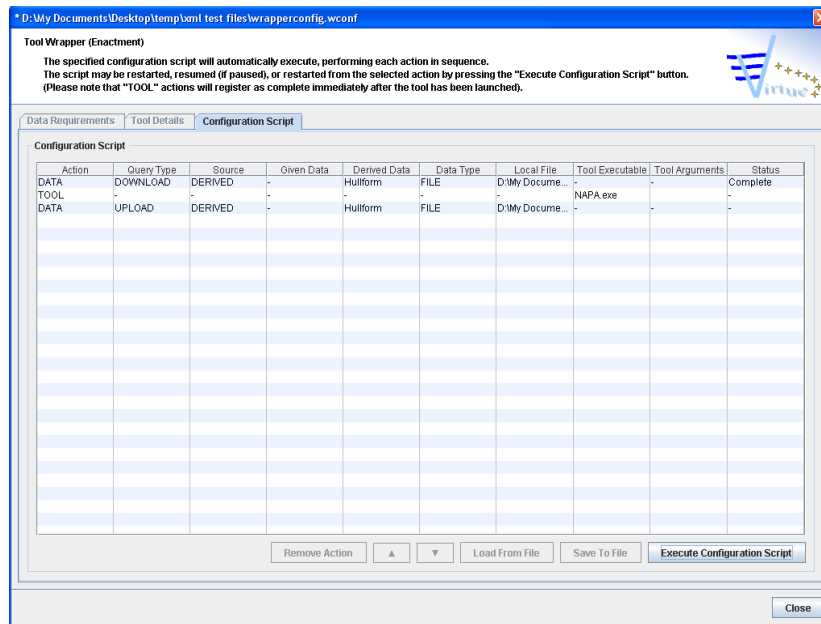 * D:\My Documents\Desktop\temp\xml test files\wrapperconfig.wconf
Tool Wrapper (Enactment)
The specified configuration script will automatically execute, performing each action in sequence.
The script may be restarted, resumed (if paused), or restarted from the selected action by pressing the "Execute Configuration Script" button.
(Please note that "TOOL" actions will register as complete immediately after the tool has been launched).
Virtue
Data Requirements Tool Details Configuration Script
Configuration Script
Action Query Type Source Given Data Derived Data Data Type Local File Tool Executable Tool Arguments Status
DATA DOWNLOAD DERIVED - Hullform FILE D:\My Docume... - - Complete
TOOL - - - - - - NAPA.exe -
DATA UPLOAD DERIVED - Hullform FILE D:\My Docume... - - -
Remove Action ▲ ▼ Load From File Save To File Execute Configuration Script
Close